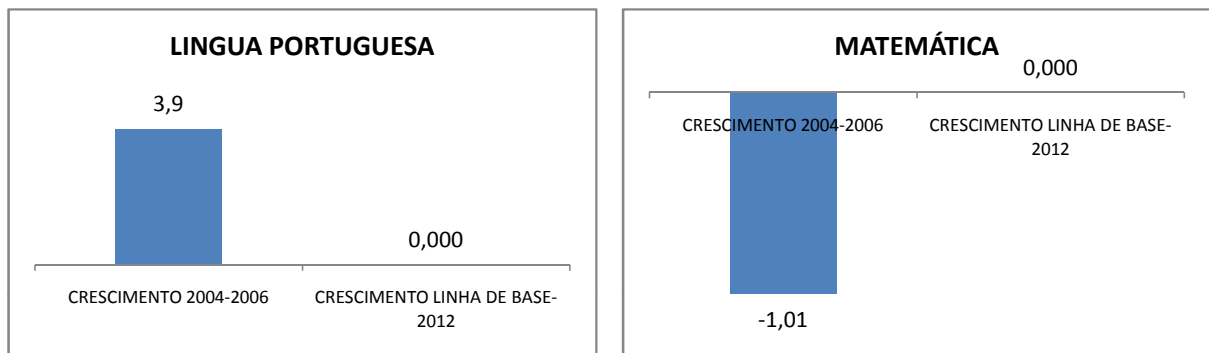 LINGUA PORTUGUESA
3,9
0,000
CRESCIMENTO 2004-2006
CRESCIMENTO LINHA DE BASE-
2012
MATEMÁTICA
0,000
CRESCIMENTO 2004-2006
CRESCIMENTO LINHA DE BASE-
2012
-1,01